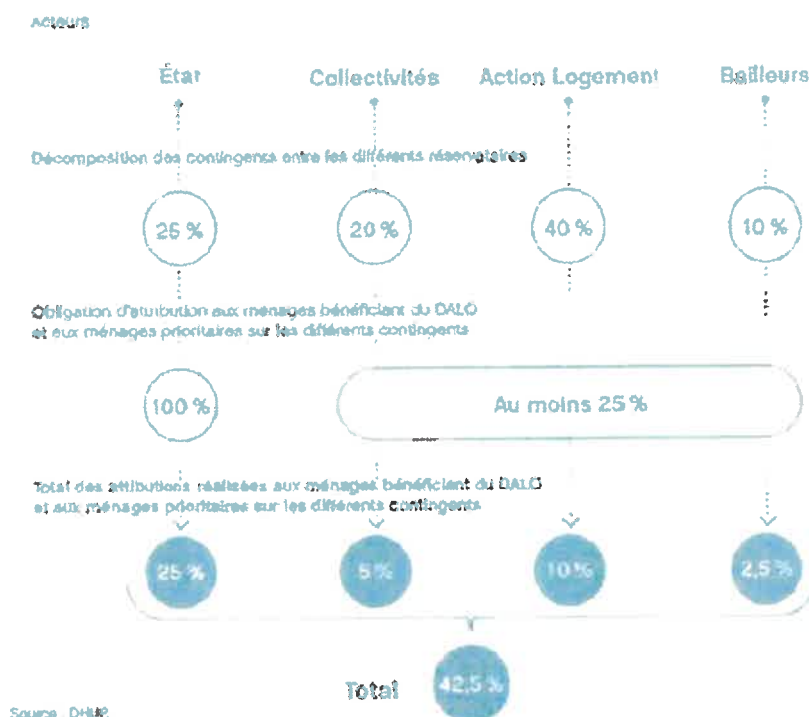 Acteurs
État Collectivités Action Logement Bailleurs
Décomposition des contingents entre les différents réservataires
25 % 20 % 40 % 10 %
Obligation d'attribution aux ménages bénéficiant du DALO
et aux ménages prioritaires sur les différents contingents
100 % Au moins 25 %
Total des attributions réalisées aux ménages bénéficiant du DALO
et aux ménages prioritaires sur les différents contingents
25 % 5 % 10 % 2,5 %
Total 42,5 %
Source DHUP